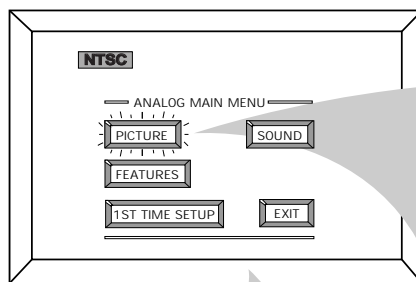 NTSC
ANALOG MAIN MENU
PICTURE SOUND
FEATURES
1ST TIME SETUP EXIT